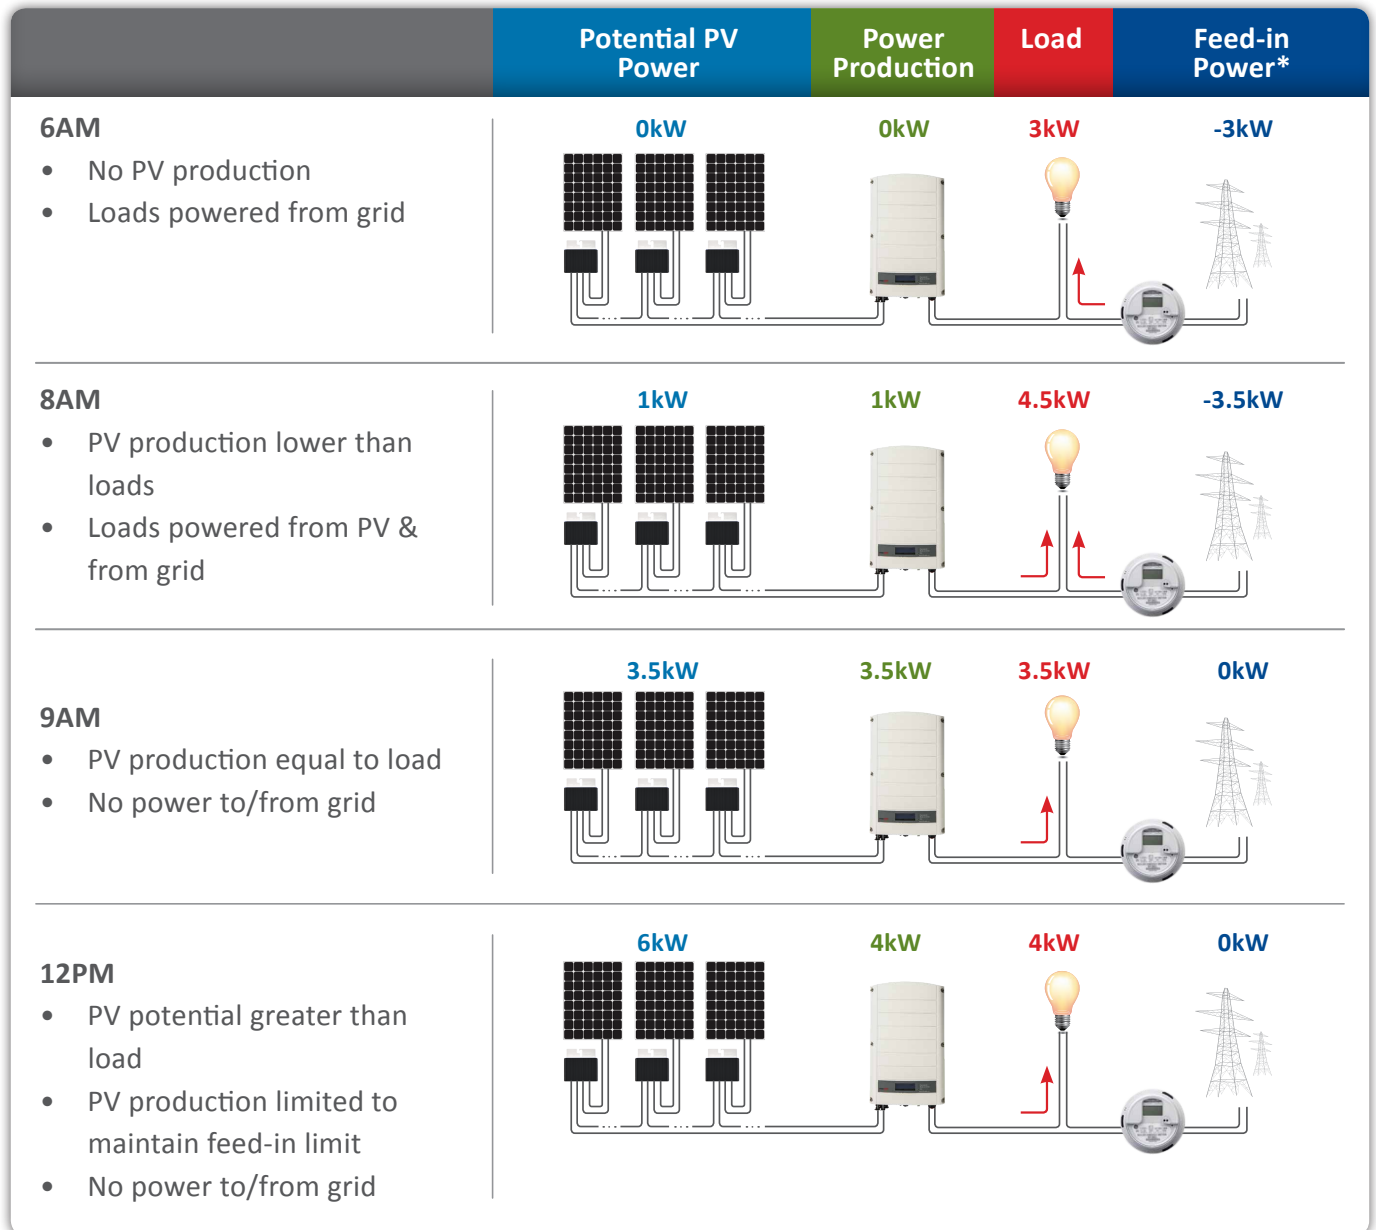 Potential PV
Power
Power
Production
Load
Feed-in
Power*
6AM
• No PV production
• Loads powered from grid
0kW
0kW
3kW
-3kW
8AM
• PV production lower than
loads
• Loads powered from PV &
from grid
1kW
1kW
4.5kW
-3.5kW
9AM
• PV production equal to load
• No power to/from grid
3.5kW
3.5kW
3.5kW
0kW
12PM
• PV potential greater than
load
• PV production limited to
maintain feed-in limit
• No power to/from grid
6kW
4kW
4kW
0kW